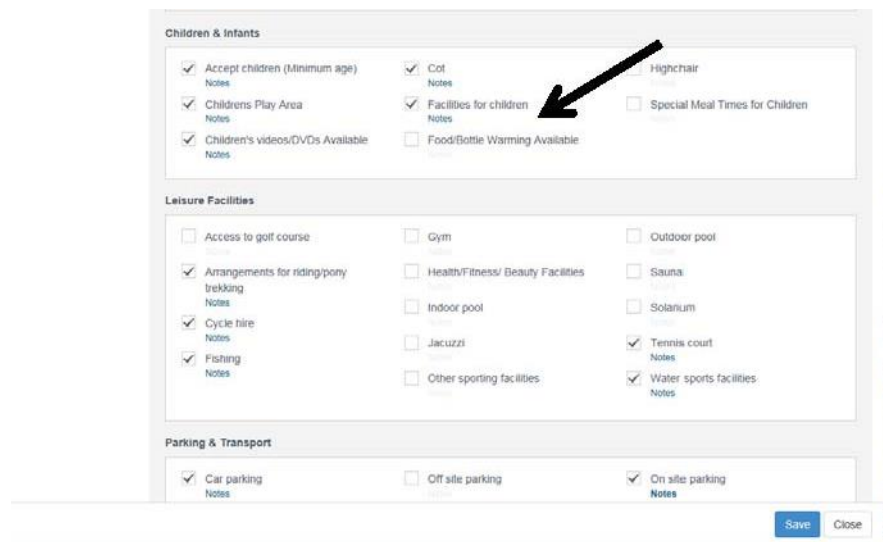 Children & Infants
Accept children (Minimum age)
Notes
Cot
Notes
Highchair
Childrens Play Area
Notes
Facilities for children
Notes
Special Meal Times for Children
Children's videos/DVDs Available
Notes
Food/Bottle Warming Available
Leisure Facilities
Access to golf course
Gym
Outdoor pool
Arrangements for riding/pony
trekking
Notes
Health/Fitness/ Beauty Facilities
Sauna
Indoor pool
Solarium
Cycle hire
Notes
Jacuzzi
Tennis court
Notes
Fishing
Notes
Other sporting facilities
Water sports facilities
Notes
Parking & Transport
Car parking
Notes
Off site parking
On site parking
Notes
Save
Close